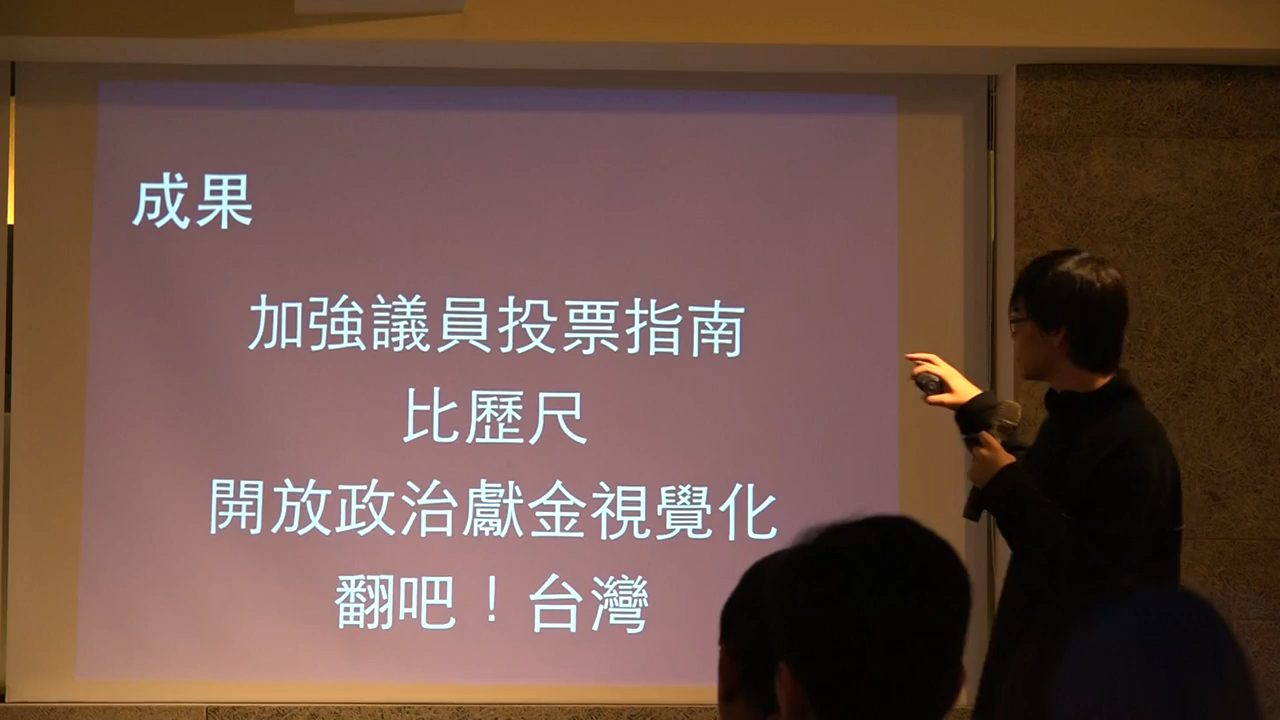 成果
加強議員投票指南
比歷尺
開放政治獻金視覺化
翻吧！台灣